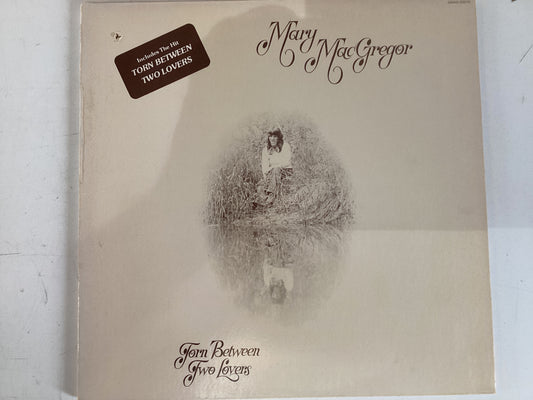 Includes The Hit
TORN BETWEEN
TWO LOVERS
Mary
MacGregor
Torn Between
Two Lovers